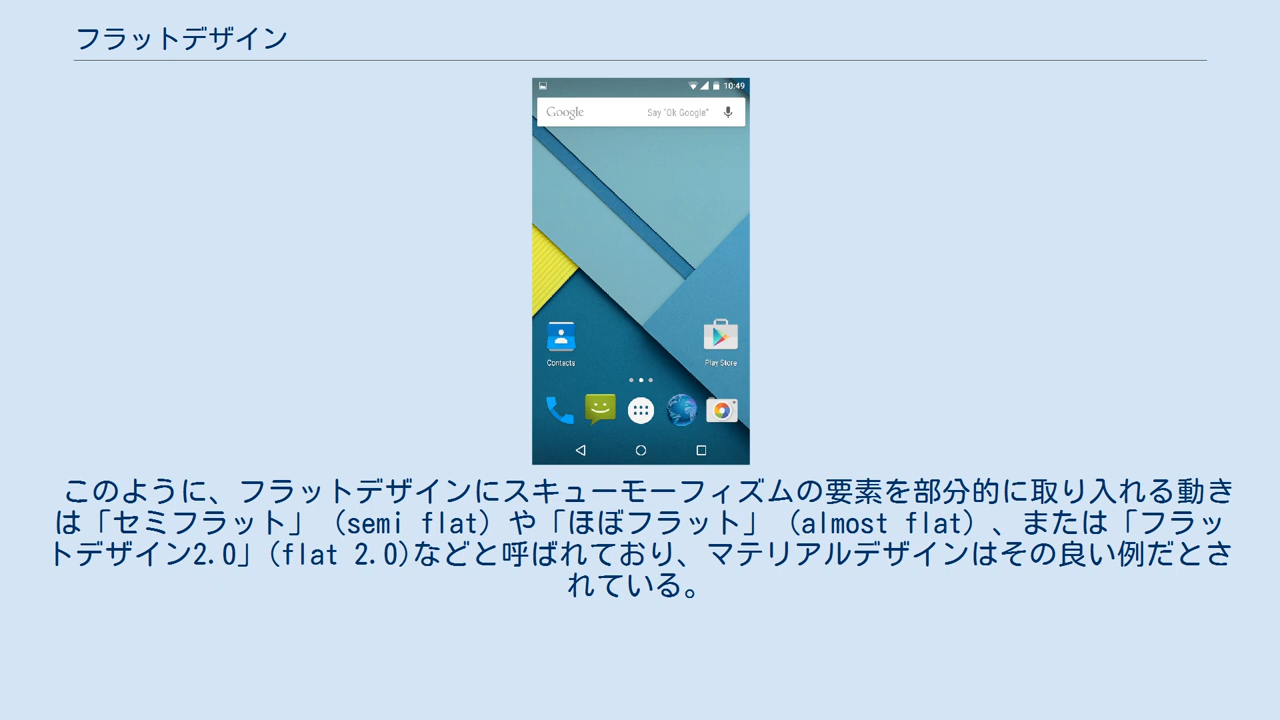 フラットデザイン
10:49
Google Say "Ok Google"
Contacts Play Store
このように、フラットデザインにスキューモーフィズムの要素を部分的に取り入れる動き
は「セミフラット」（semi flat）や「ほぼフラット」（almost flat）、または「フラッ
トデザイン2.0」(flat 2.0)などと呼ばれており、マテリアルデザインはその良い例だとさ
れている。